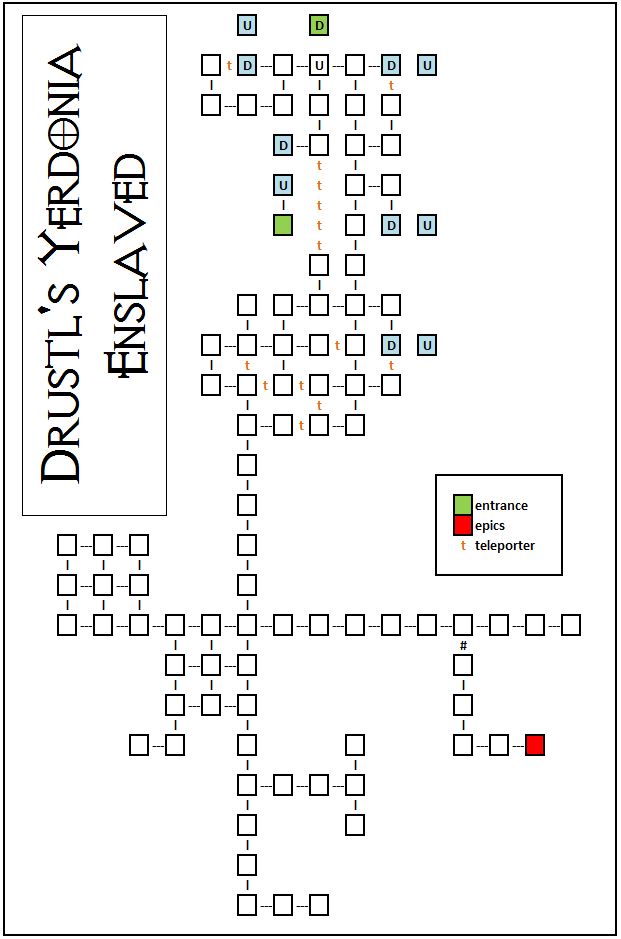 DRUSTL'S YERDONIA
ENSLAVED
U D
t D U D U
t
D
t
U t
t
t D U
t
t D U
t t
t t
t
t
entrance
epics
t teleporter
#